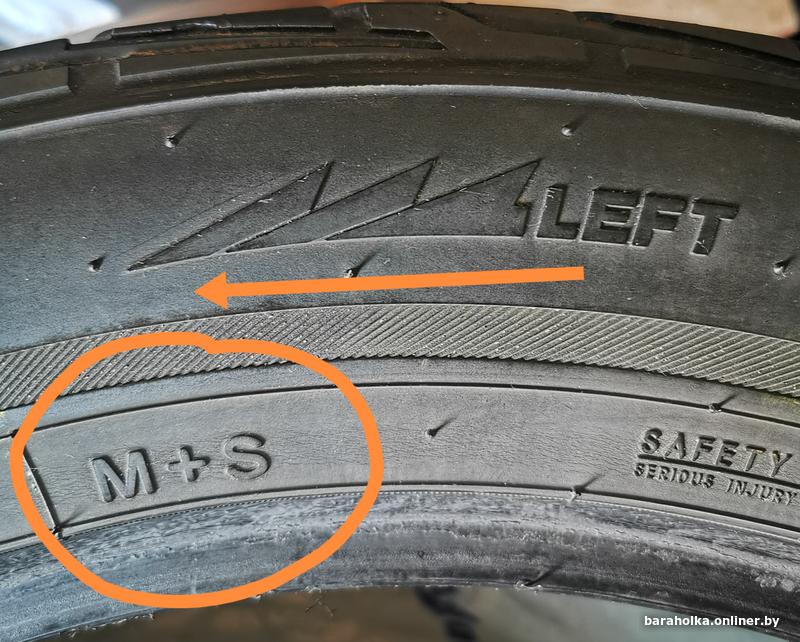 LEFT
M+S
SAFETY
SERIOUS INJURY
baraholka.onliner.by